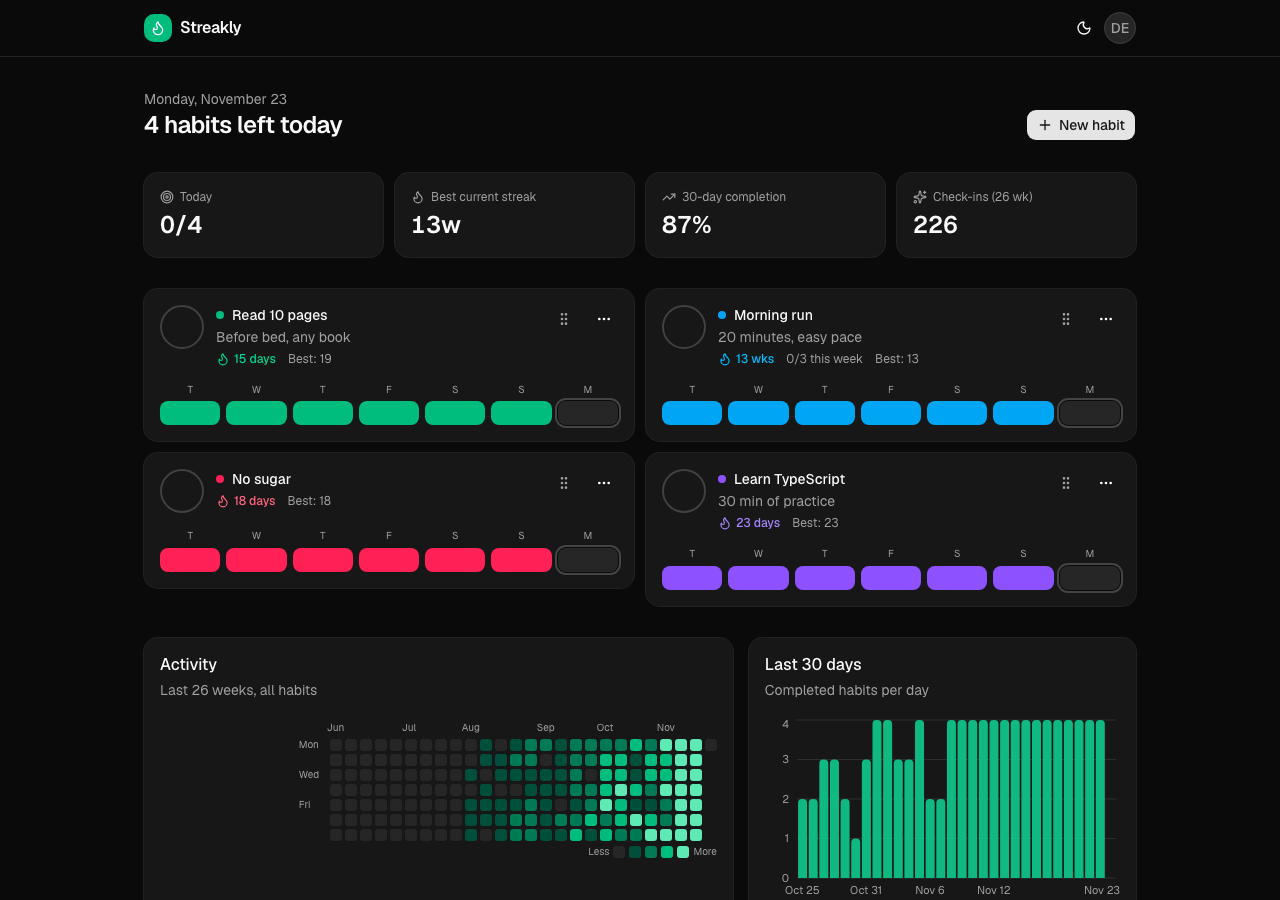 Streakly
DE
Monday, November 23
4 habits left today
New habit
Today
0/4
Best current streak
13w
30-day completion
87%
Check-ins (26 wk)
226
Read 10 pages
Before bed, any book
15 days Best: 19
T W T F S S M
Morning run
20 minutes, easy pace
13 wks 0/3 this week Best: 13
T W T F S S M
No sugar
18 days Best: 18
T W T F S S M
Learn TypeScript
30 min of practice
23 days Best: 23
T W T F S S M
Activity
Last 26 weeks, all habits
Jun Jul Aug Sep Oct Nov
Mon
Wed
Fri
Less More
Last 30 days
Completed habits per day
4
3
2
1
0
Oct 25 Oct 31 Nov 6 Nov 12 Nov 23